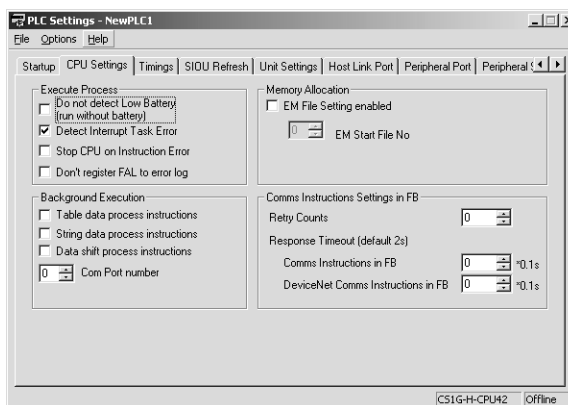 PLC Settings - NewPLC1
File Options Help
Startup CPU Settings Timings SIOU Refresh Unit Settings Host Link Port Peripheral Port Peripheral S
Execute Process
Do not detect Low Battery
(run without battery)
Detect Interrupt Task Error
Stop CPU on Instruction Error
Don't register FAL to error log
Memory Allocation
EM File Setting enabled
0 EM Start File No
Background Execution
Table data process instructions
String data process instructions
Data shift process instructions
0 Com Port number
Comms Instructions Settings in FB
Retry Counts 0
Response Timeout (default 2s)
Comms Instructions in FB 0 *0.1s
DeviceNet Comms Instructions in FB 0 *0.1s
CS1G-H-CPU42 Offline